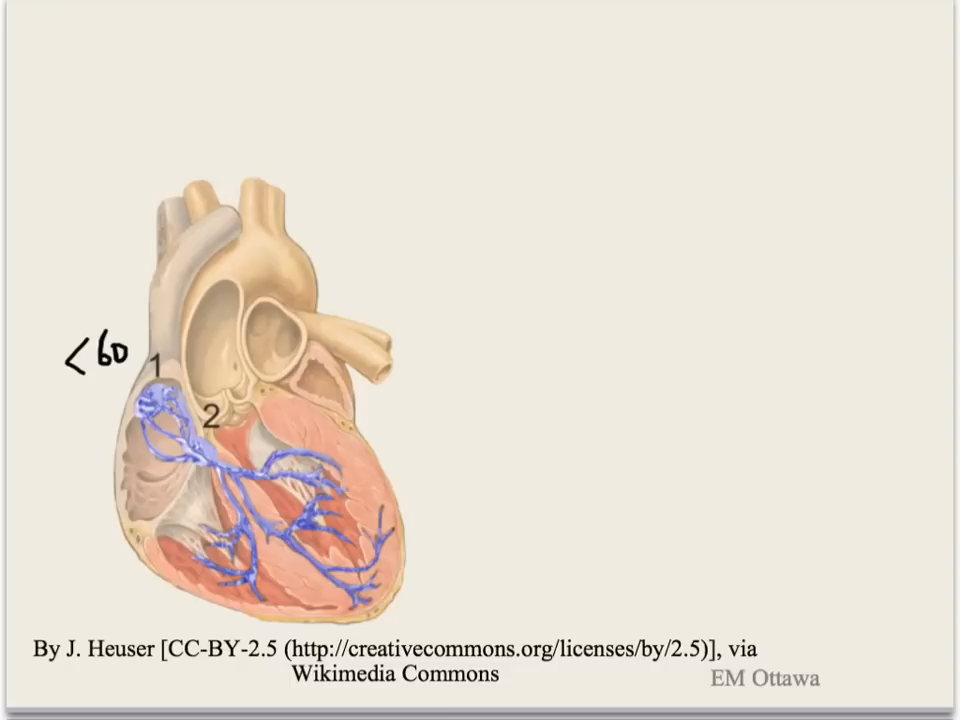 <60
1
2
By J. Heuser [CC-BY-2.5 (http://creativecommons.org/licenses/by/2.5)], via
Wikimedia Commons
EM Ottawa